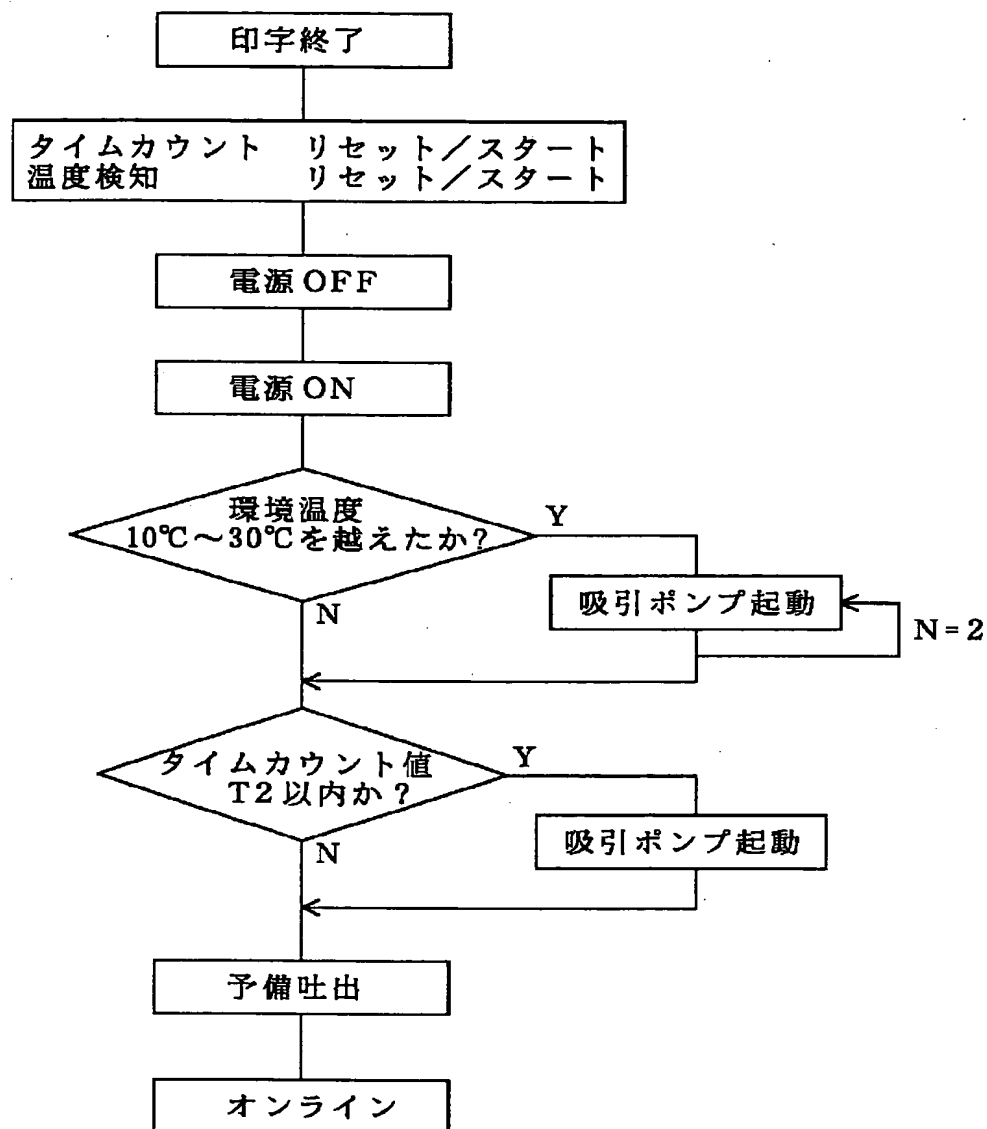 印字終了
タイムカウント リセット／スタート
温度検知 リセット／スタート
電源OFF
電源ON
環境温度
10℃～30℃を越えたか？
Y
N
吸引ポンプ起動
N=2
タイムカウント値
T2以内か？
Y
N
吸引ポンプ起動
予備吐出
オンライン